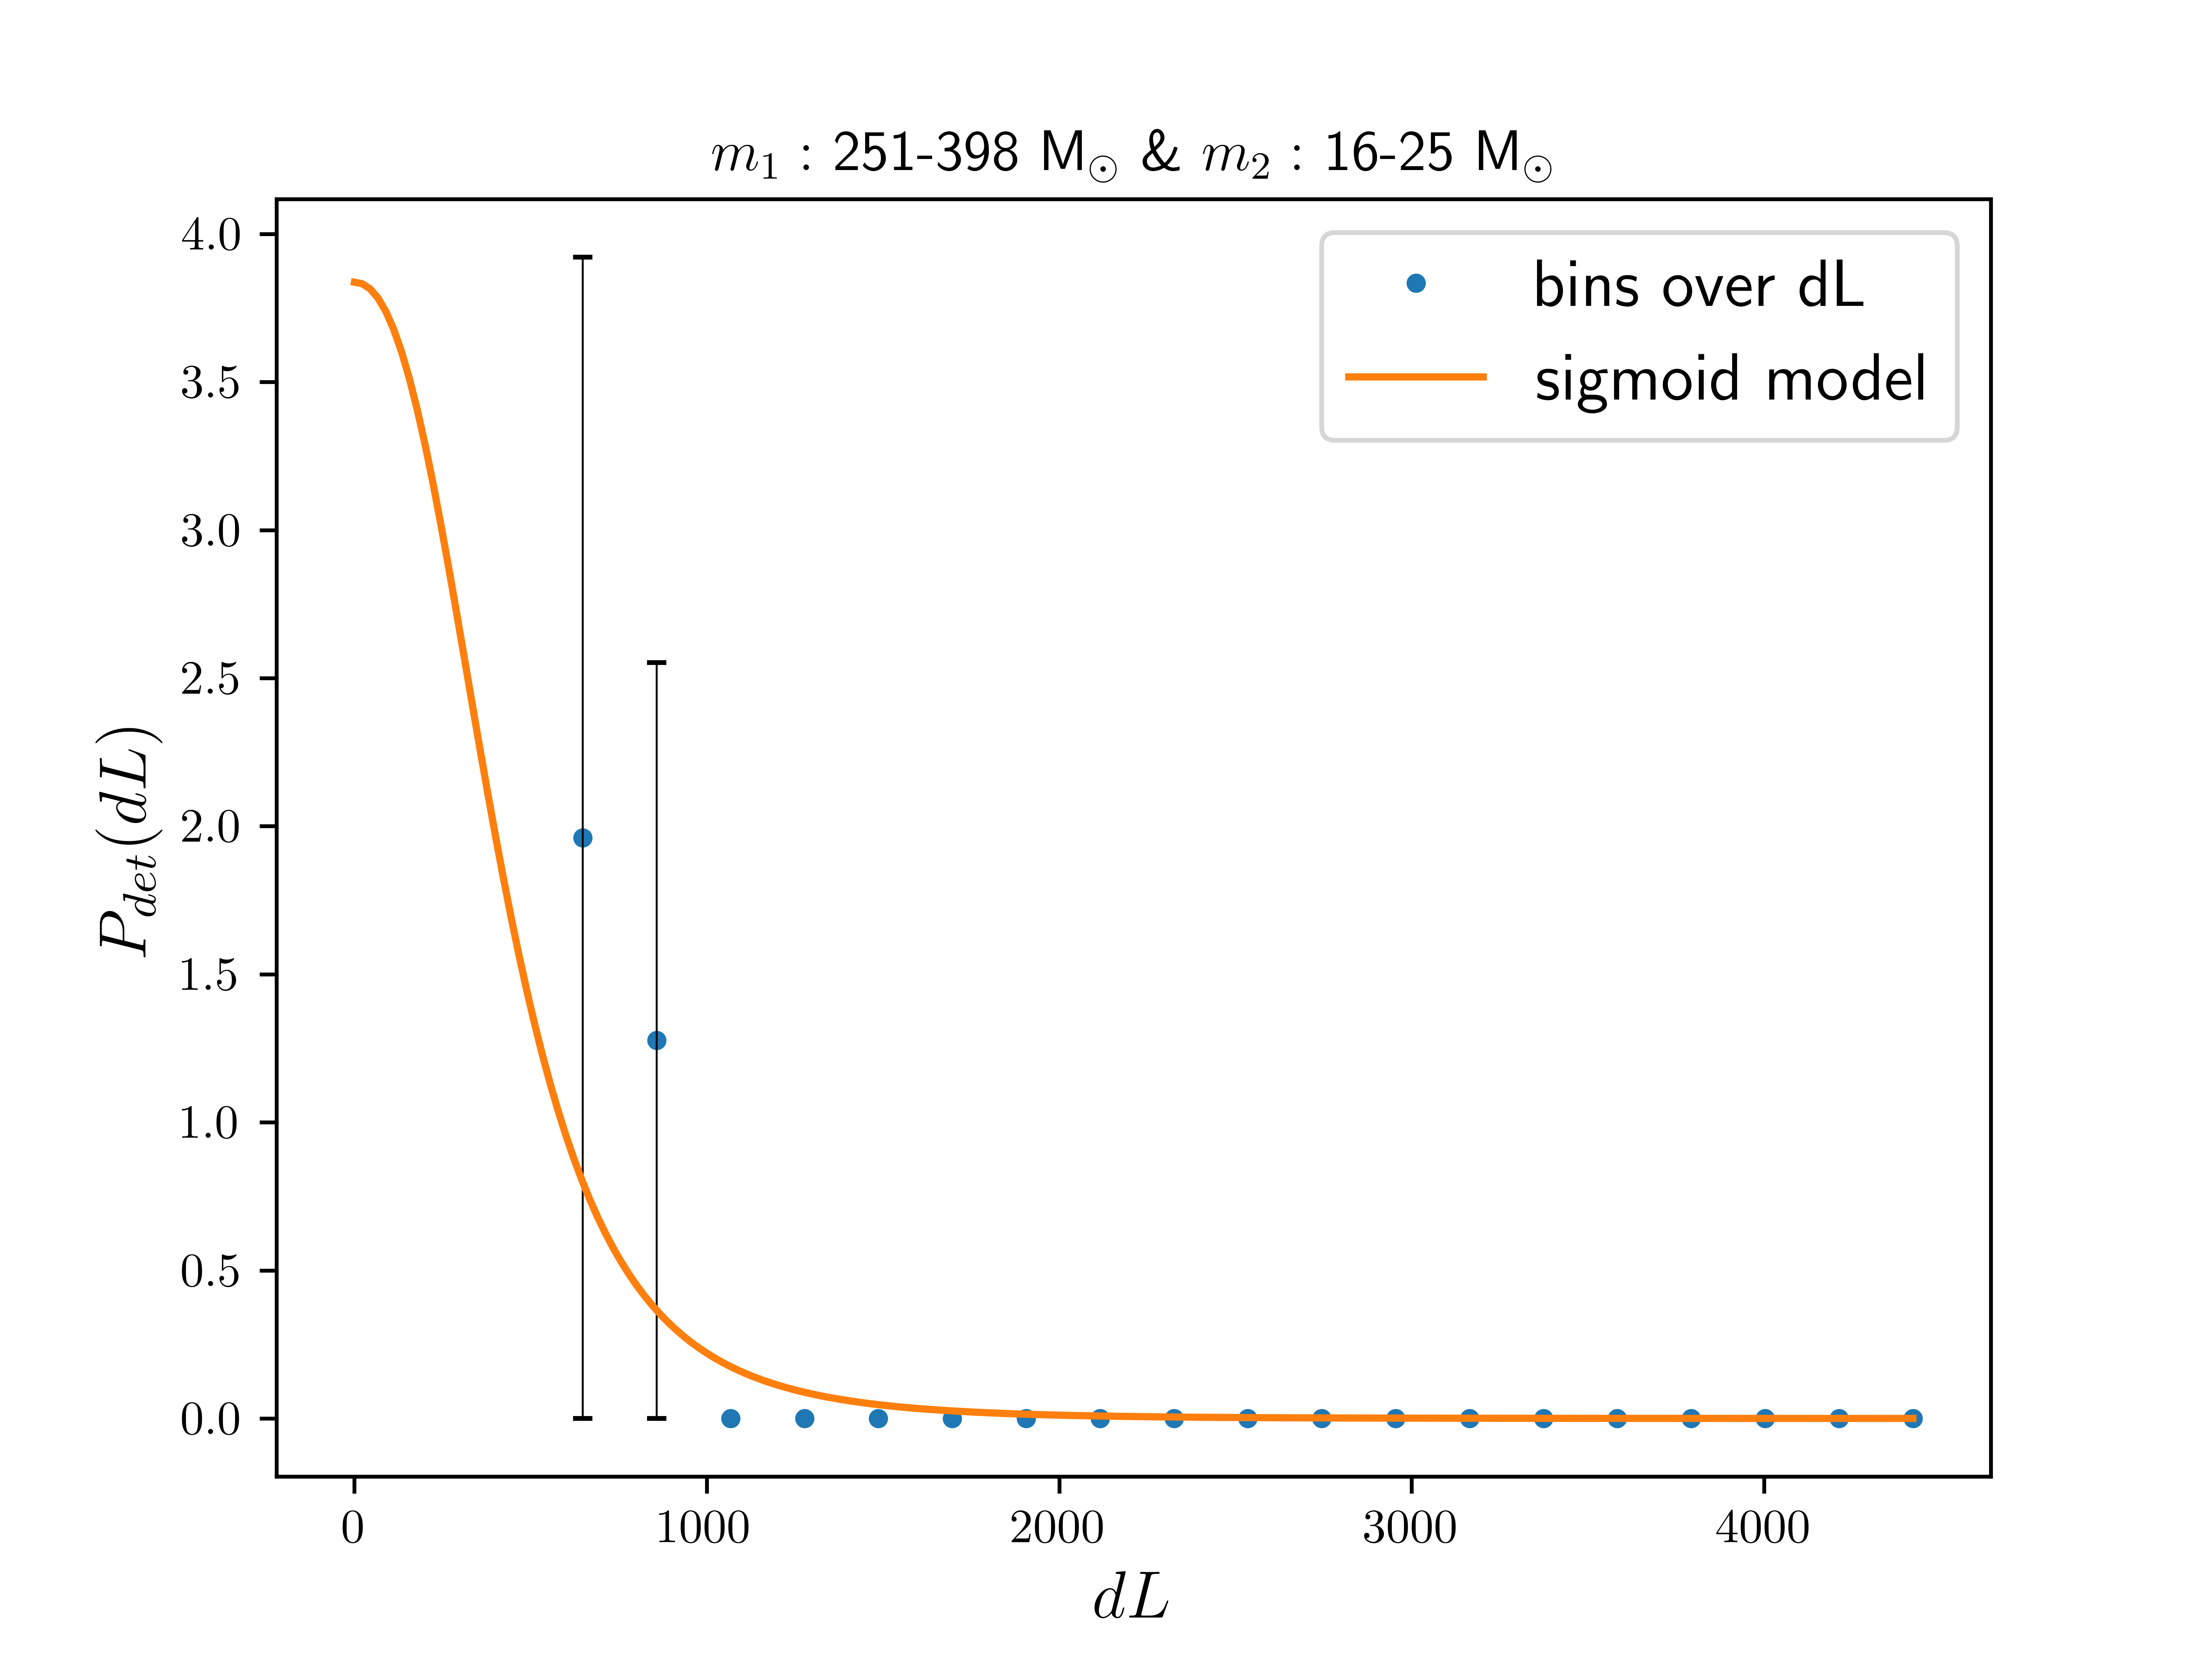 m₁ : 251-398 M⊙ & m₂ : 16-25 M⊙
4.0
3.5
3.0
2.5
2.0
1.5
1.0
0.5
0.0
P_det(dL)
bins over dL
sigmoid model
0 1000 2000 3000 4000
dL